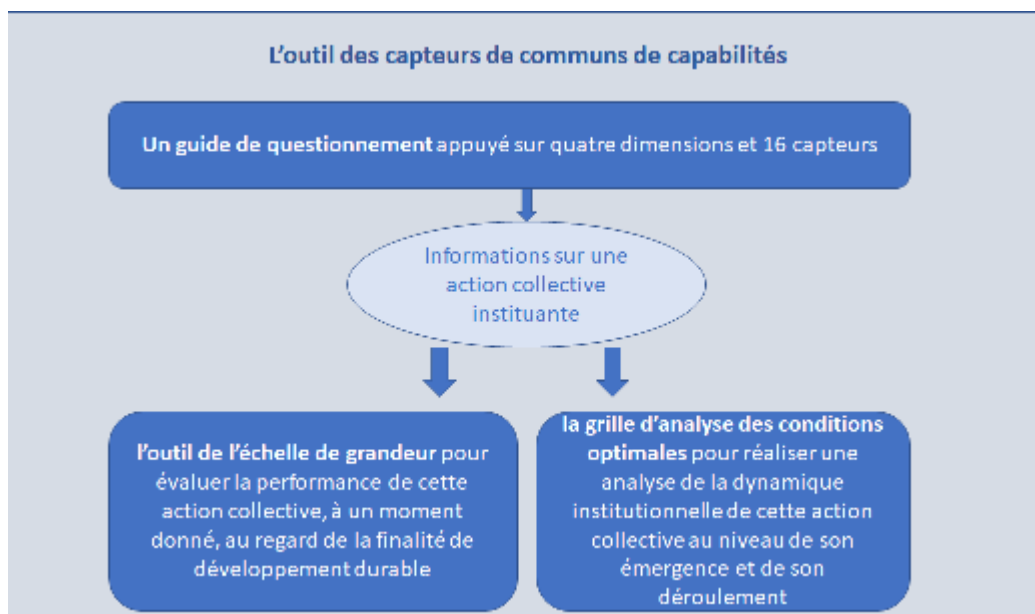 L'outil des capteurs de communs de capabilités
Un guide de questionnement appuyé sur quatre dimensions et 16 capteurs
Informations sur une
action collective
instituante
l'outil de l'échelle de grandeur pour
évaluer la performance de cette
action collective, à un moment
donné, au regard de la finalité de
développement durable
la grille d'analyse des conditions
optimales pour réaliser une
analyse de la dynamique
institutionnelle de cette action
collective au niveau de son
émergence et de son
déroulement